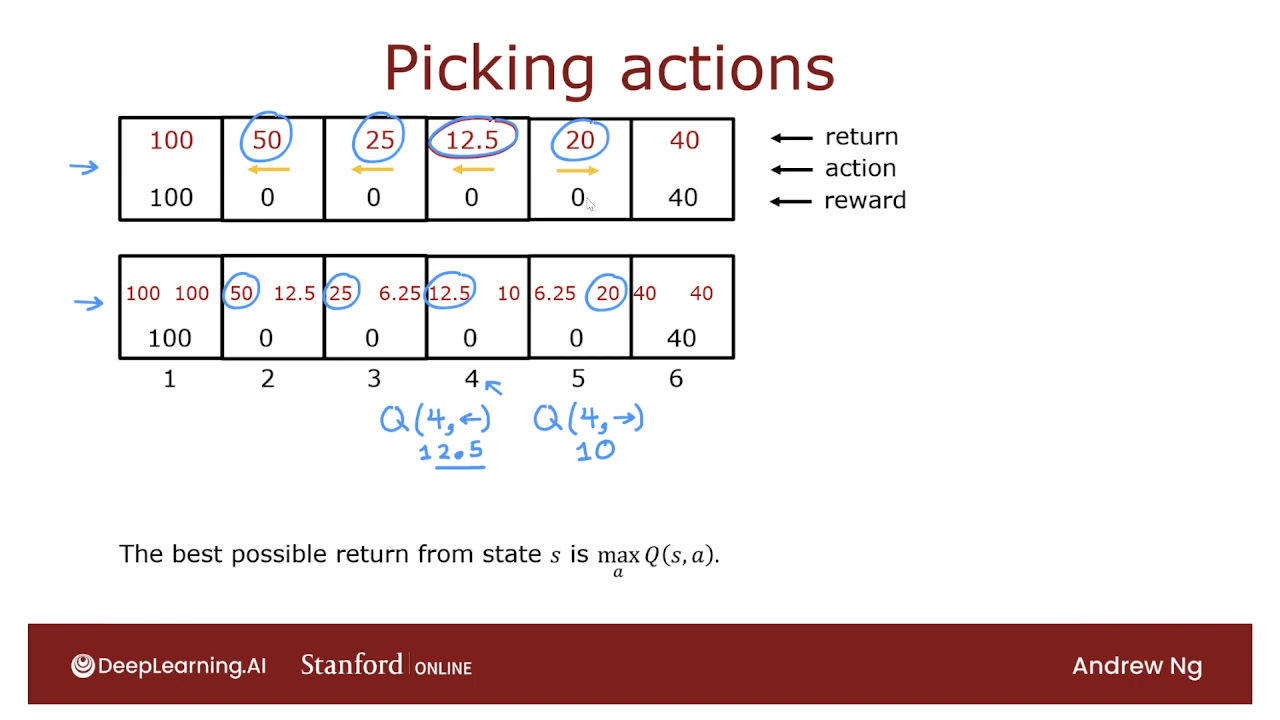 Picking actions
100 50 25 12.5 20 40 ← return
← ← ← → ← action
100 0 0 0 0 40 ← reward
→
100 100 50 12.5 25 6.25 12.5 10 6.25 20 40 40
→
100 0 0 0 0 40
1 2 3 4 5 6
Q(4,←) Q(4,→)
12.5 10
The best possible return from state s is max Q(s, a).
a
DeepLearning.AI Stanford ONLINE Andrew Ng